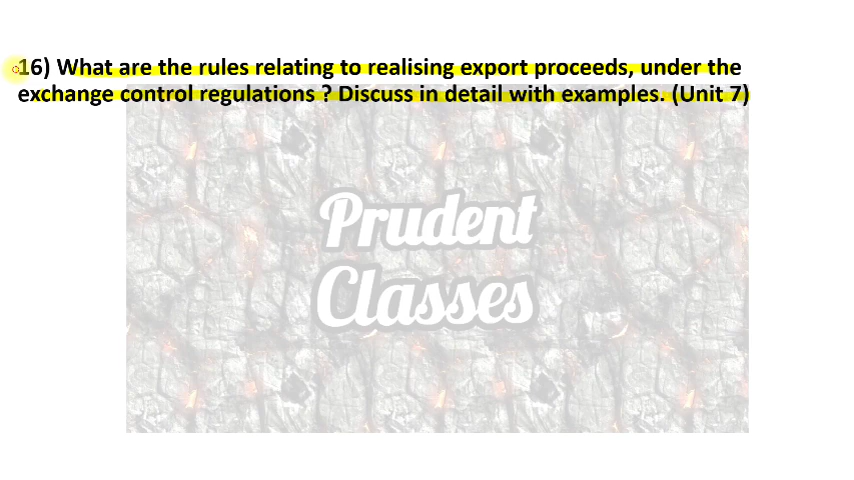 16) What are the rules relating to realising export proceeds, under the
exchange control regulations ? Discuss in detail with examples. (Unit 7)
Prudent
Classes